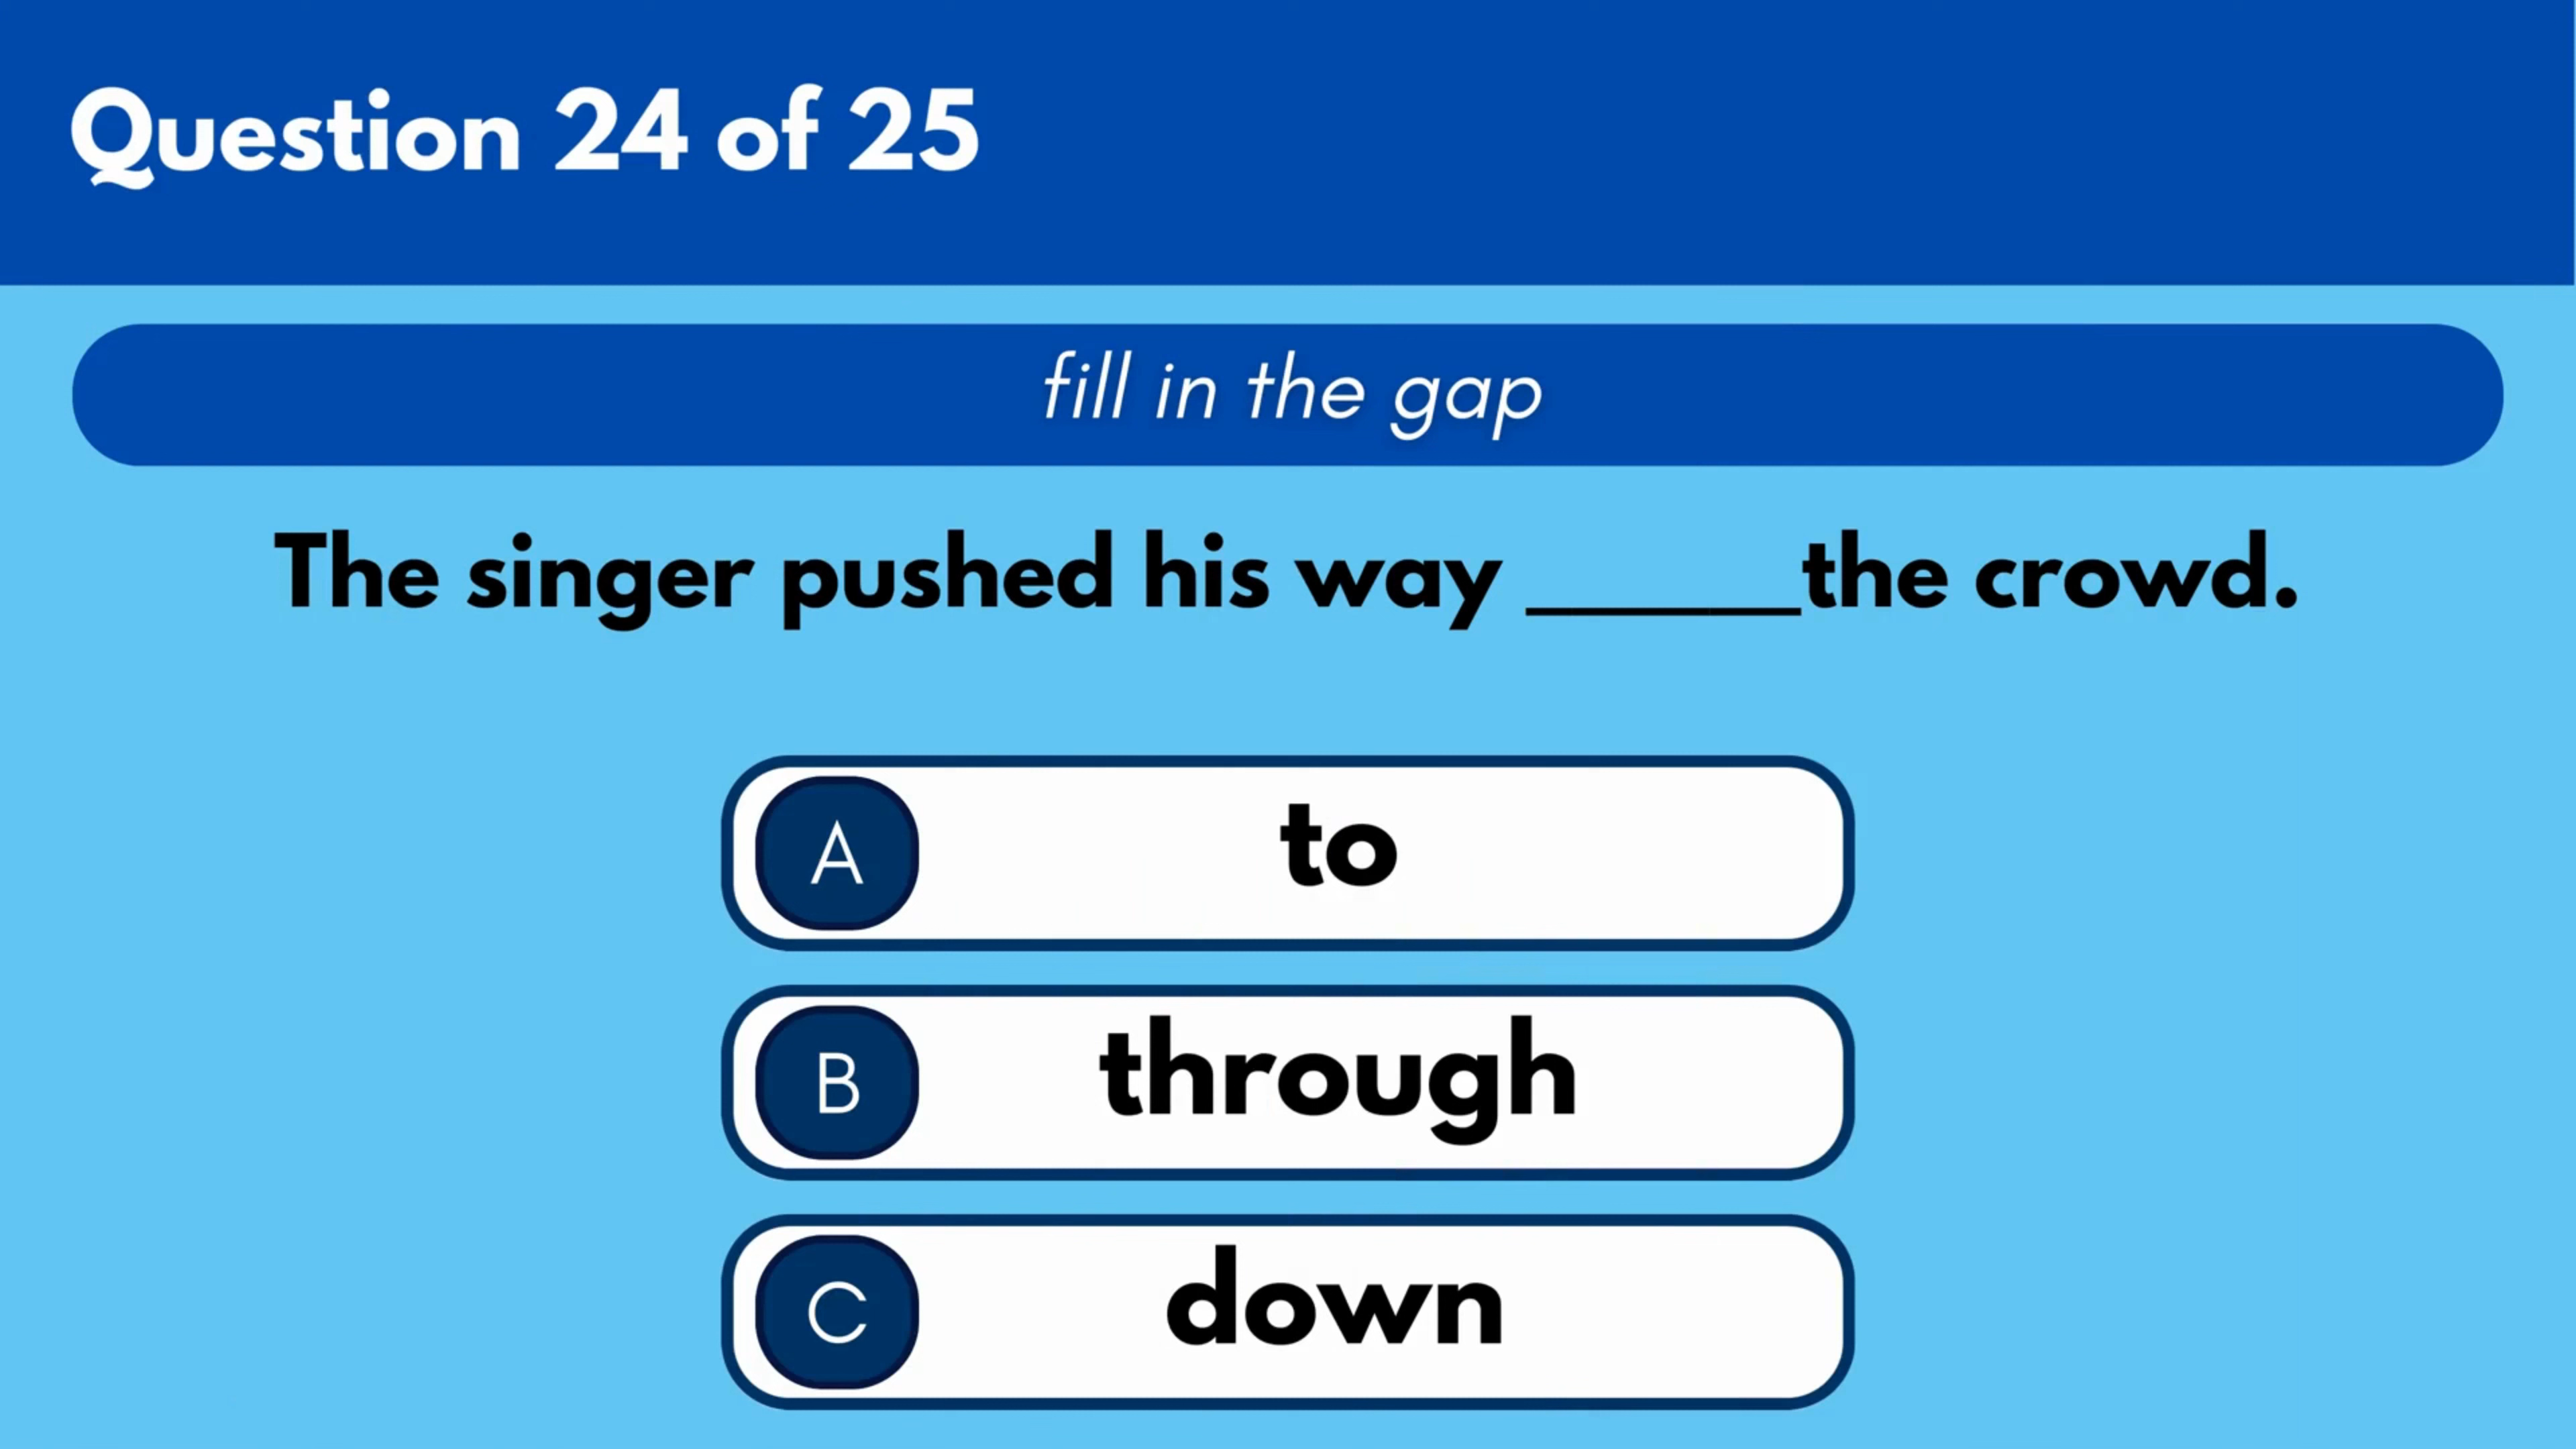 Question 24 of 25
fill in the gap
The singer pushed his way ______the crowd.
A to
B through
C down